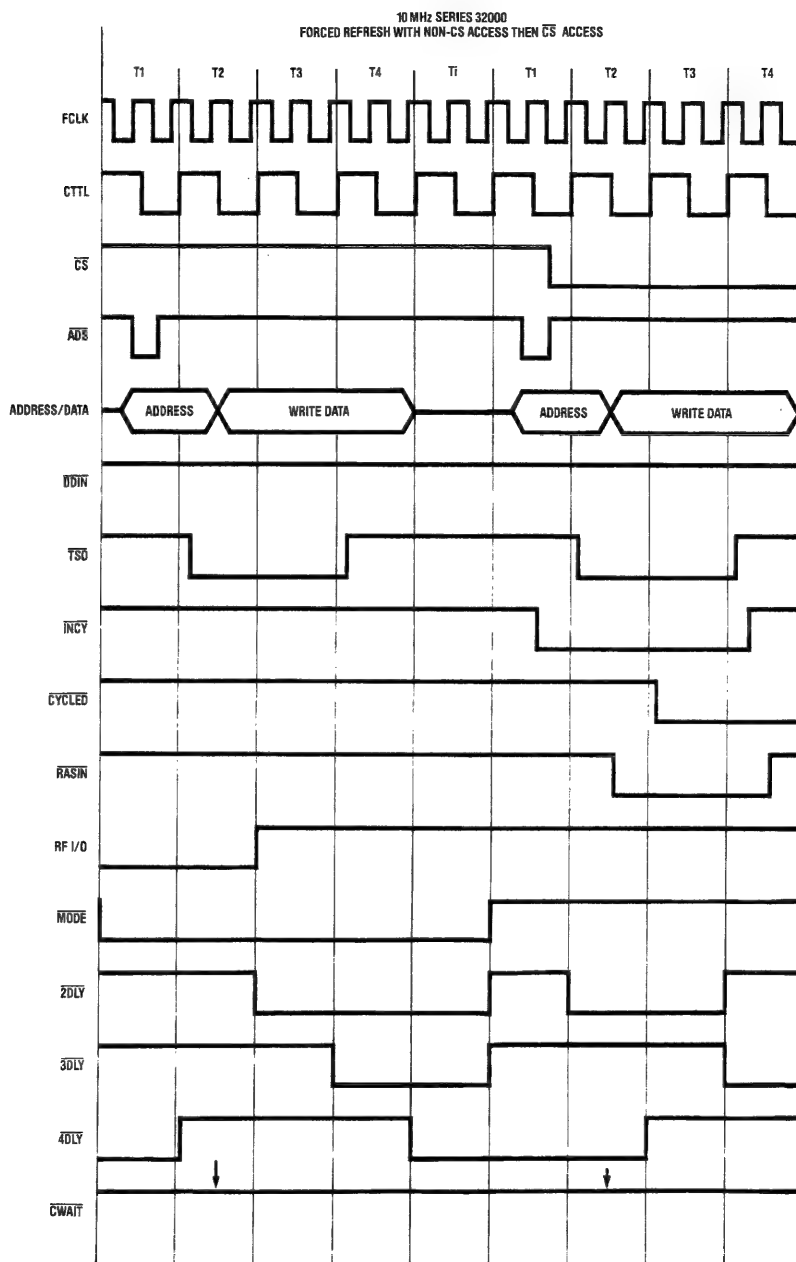 10 MHz SERIES 32000
FORCED REFRESH WITH NON-CS ACCESS THEN CS ACCESS
T1 T2 T3 T4 Ti T1 T2 T3 T4
FCLK
CTTL
CS
ADS
ADDRESS/DATA ADDRESS WRITE DATA ADDRESS WRITE DATA
DDIN
TSO
INCY
CYCLED
RASIN
RF I/O
MODE
2DLY
3DLY
4DLY
CWAIT